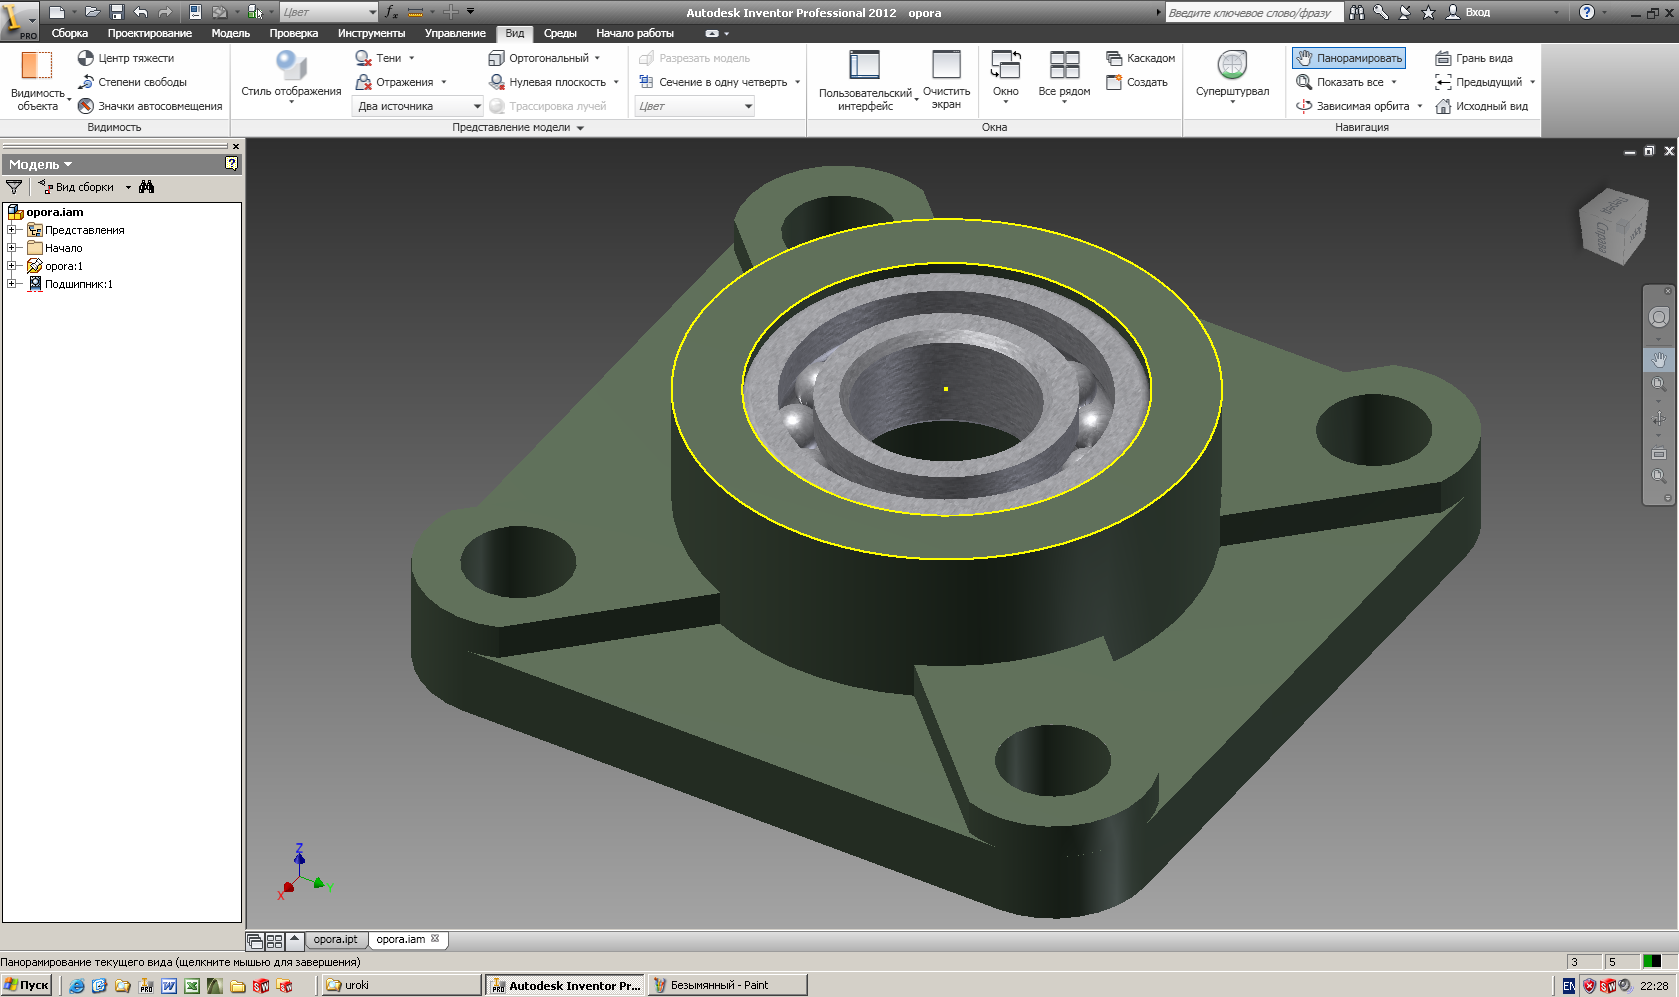 Цвет
fx
Autodesk Inventor Professional 2012 opora
Введите ключевое слово/фразу
Вход
PRO
Сборка Проектирование Модель Проверка Инструменты Управление Вид Среды Начало работы
Видимость объекта
Центр тяжести
Степени свободы
Значки автосовмещения
Видимость
Стиль отображения
Тени
Отражения
Два источника
Ортогональный
Нулевая плоскость
Трассировка лучей
Разрезать модель
Сечение в одну четверть
Цвет
Представление модели
Пользовательский интерфейс
Очистить экран
Окно
Все рядом
Каскадом
Создать
Окна
Суперштурвал
Панорамировать
Показать все
Зависимая орбита
Грань вида
Предыдущий
Исходный вид
Навигация
Модель
Вид сборки
opora.iam
Представления
Начало
opora:1
Подшипник:1
Z
X
Y
opora.ipt
opora.iam
Панорамирование текущего вида (щелкните мышью для завершения)
3
5
Пуск
uroki
Autodesk Inventor Pr...
Безымянный - Paint
EN
22:28